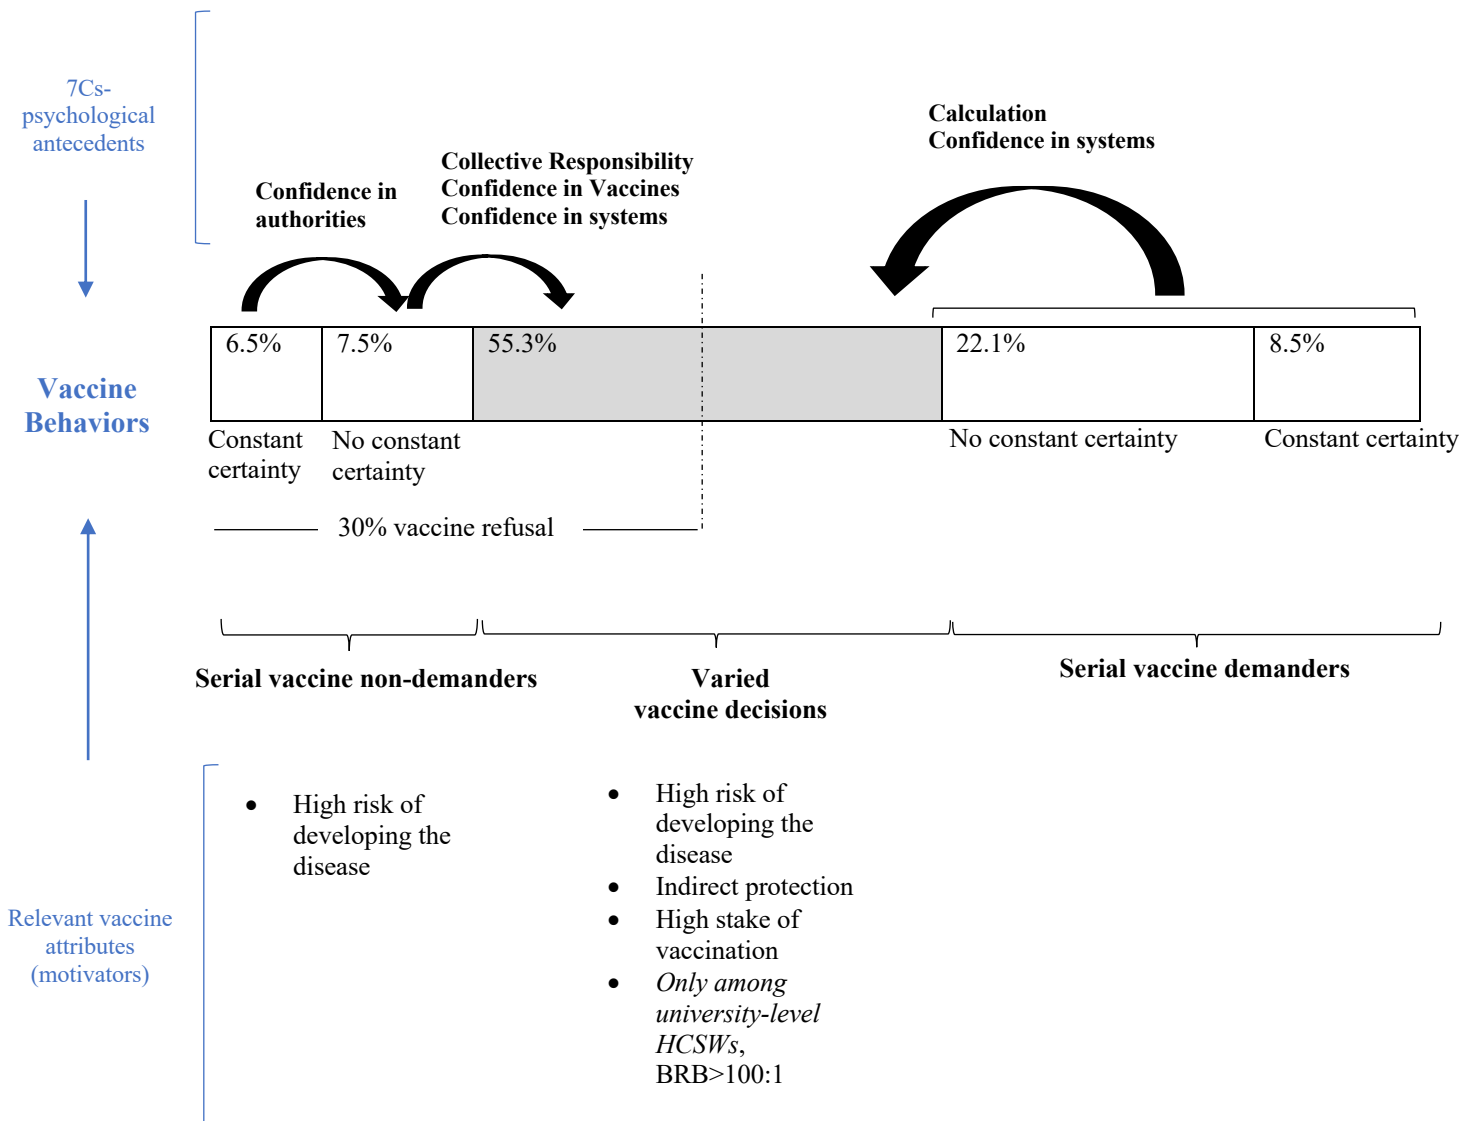 7Cs-
psychological
antecedents
Calculation
Confidence in systems
Collective Responsibility
Confidence in Vaccines
Confidence in systems
Confidence in
authorities
6.5%
7.5%
55.3%
22.1%
8.5%
Vaccine
Behaviors
Constant
certainty
No constant
certainty
No constant certainty
Constant certainty
30% vaccine refusal
Serial vaccine non-demanders
Varied
vaccine decisions
Serial vaccine demanders
Relevant vaccine
attributes
(motivators)
• High risk of
developing the
disease
• High risk of
developing the
disease
• Indirect protection
• High stake of
vaccination
• Only among
university-level
HCSWs,
BRB>100:1